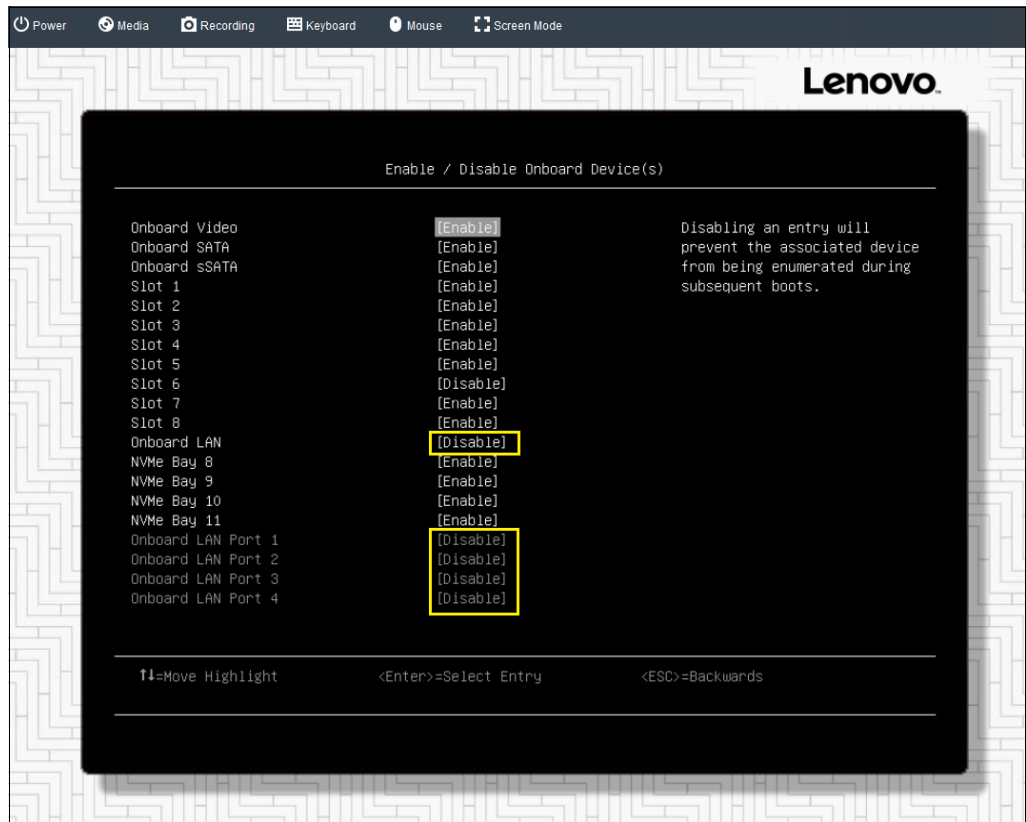 Power Media Recording Keyboard Mouse Screen Mode
Lenovo.
Enable / Disable Onboard Device(s)
Onboard Video [Enable] Disabling an entry will
Onboard SATA [Enable] prevent the associated device
Onboard sSATA [Enable] from being enumerated during
Slot 1 [Enable] subsequent boots.
Slot 2 [Enable]
Slot 3 [Enable]
Slot 4 [Enable]
Slot 5 [Enable]
Slot 6 [Disable]
Slot 7 [Enable]
Slot 8 [Enable]
Onboard LAN [Disable]
NVMe Bay 8 [Enable]
NVMe Bay 9 [Enable]
NVMe Bay 10 [Enable]
NVMe Bay 11 [Enable]
Onboard LAN Port 1 [Disable]
Onboard LAN Port 2 [Disable]
Onboard LAN Port 3 [Disable]
Onboard LAN Port 4 [Disable]
↑↓=Move Highlight <Enter>=Select Entry <ESC>=Backwards